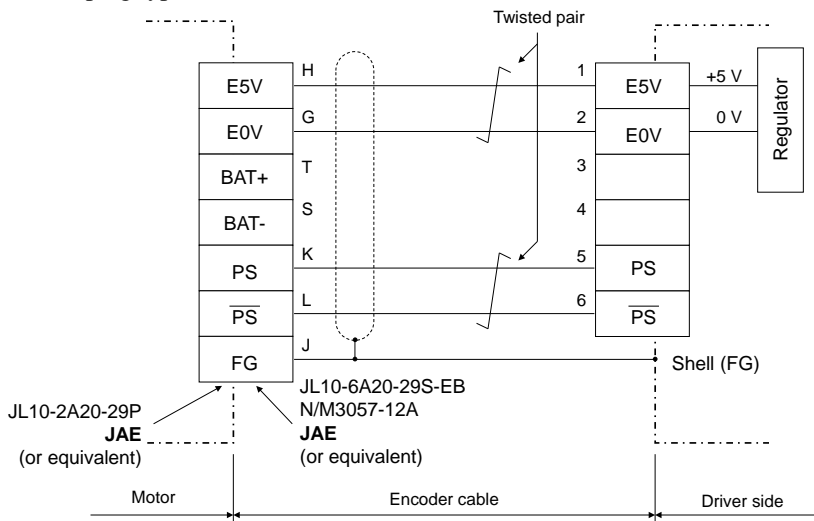 Twisted pair
E5V
H
1
E5V
+5 V
Regulator
E0V
G
2
E0V
0 V
BAT+
T
3
BAT-
S
4
PS
K
5
PS
PS
L
6
PS
FG
J
Shell (FG)
JL10-2A20-29P
JAE
(or equivalent)
JL10-6A20-29S-EB
N/M3057-12A
JAE
(or equivalent)
Motor
Encoder cable
Driver side